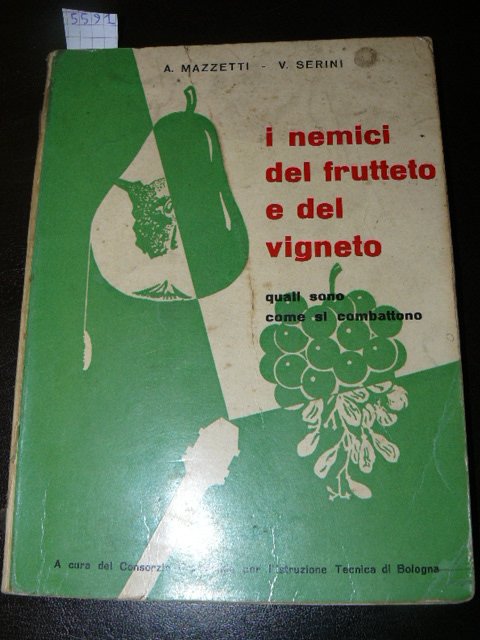 5591
A. MAZZETTI - V. SERINI
i nemici
del frutteto
e del
vigneto
quali sono
come si combattono
A cura del Consorzio per l'Istruzione Tecnica di Bologna